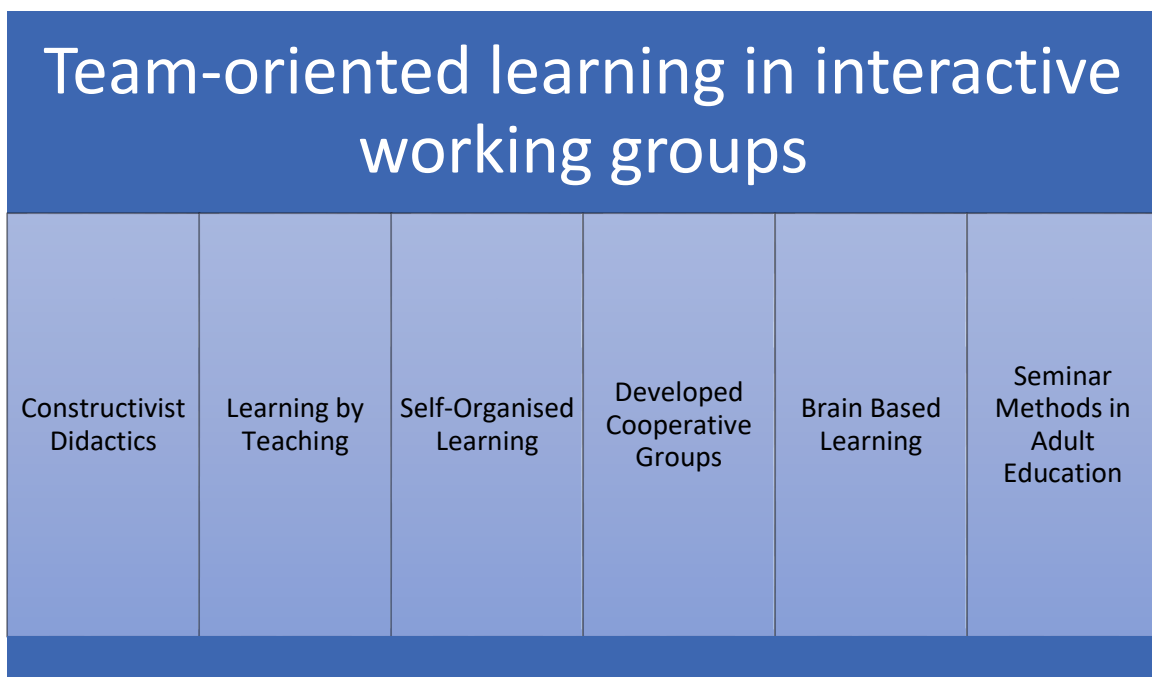 Team-oriented learning in interactive
working groups
Constructivist
Didactics
Learning by
Teaching
Self-Organised
Learning
Developed
Cooperative
Groups
Brain Based
Learning
Seminar
Methods in
Adult
Education